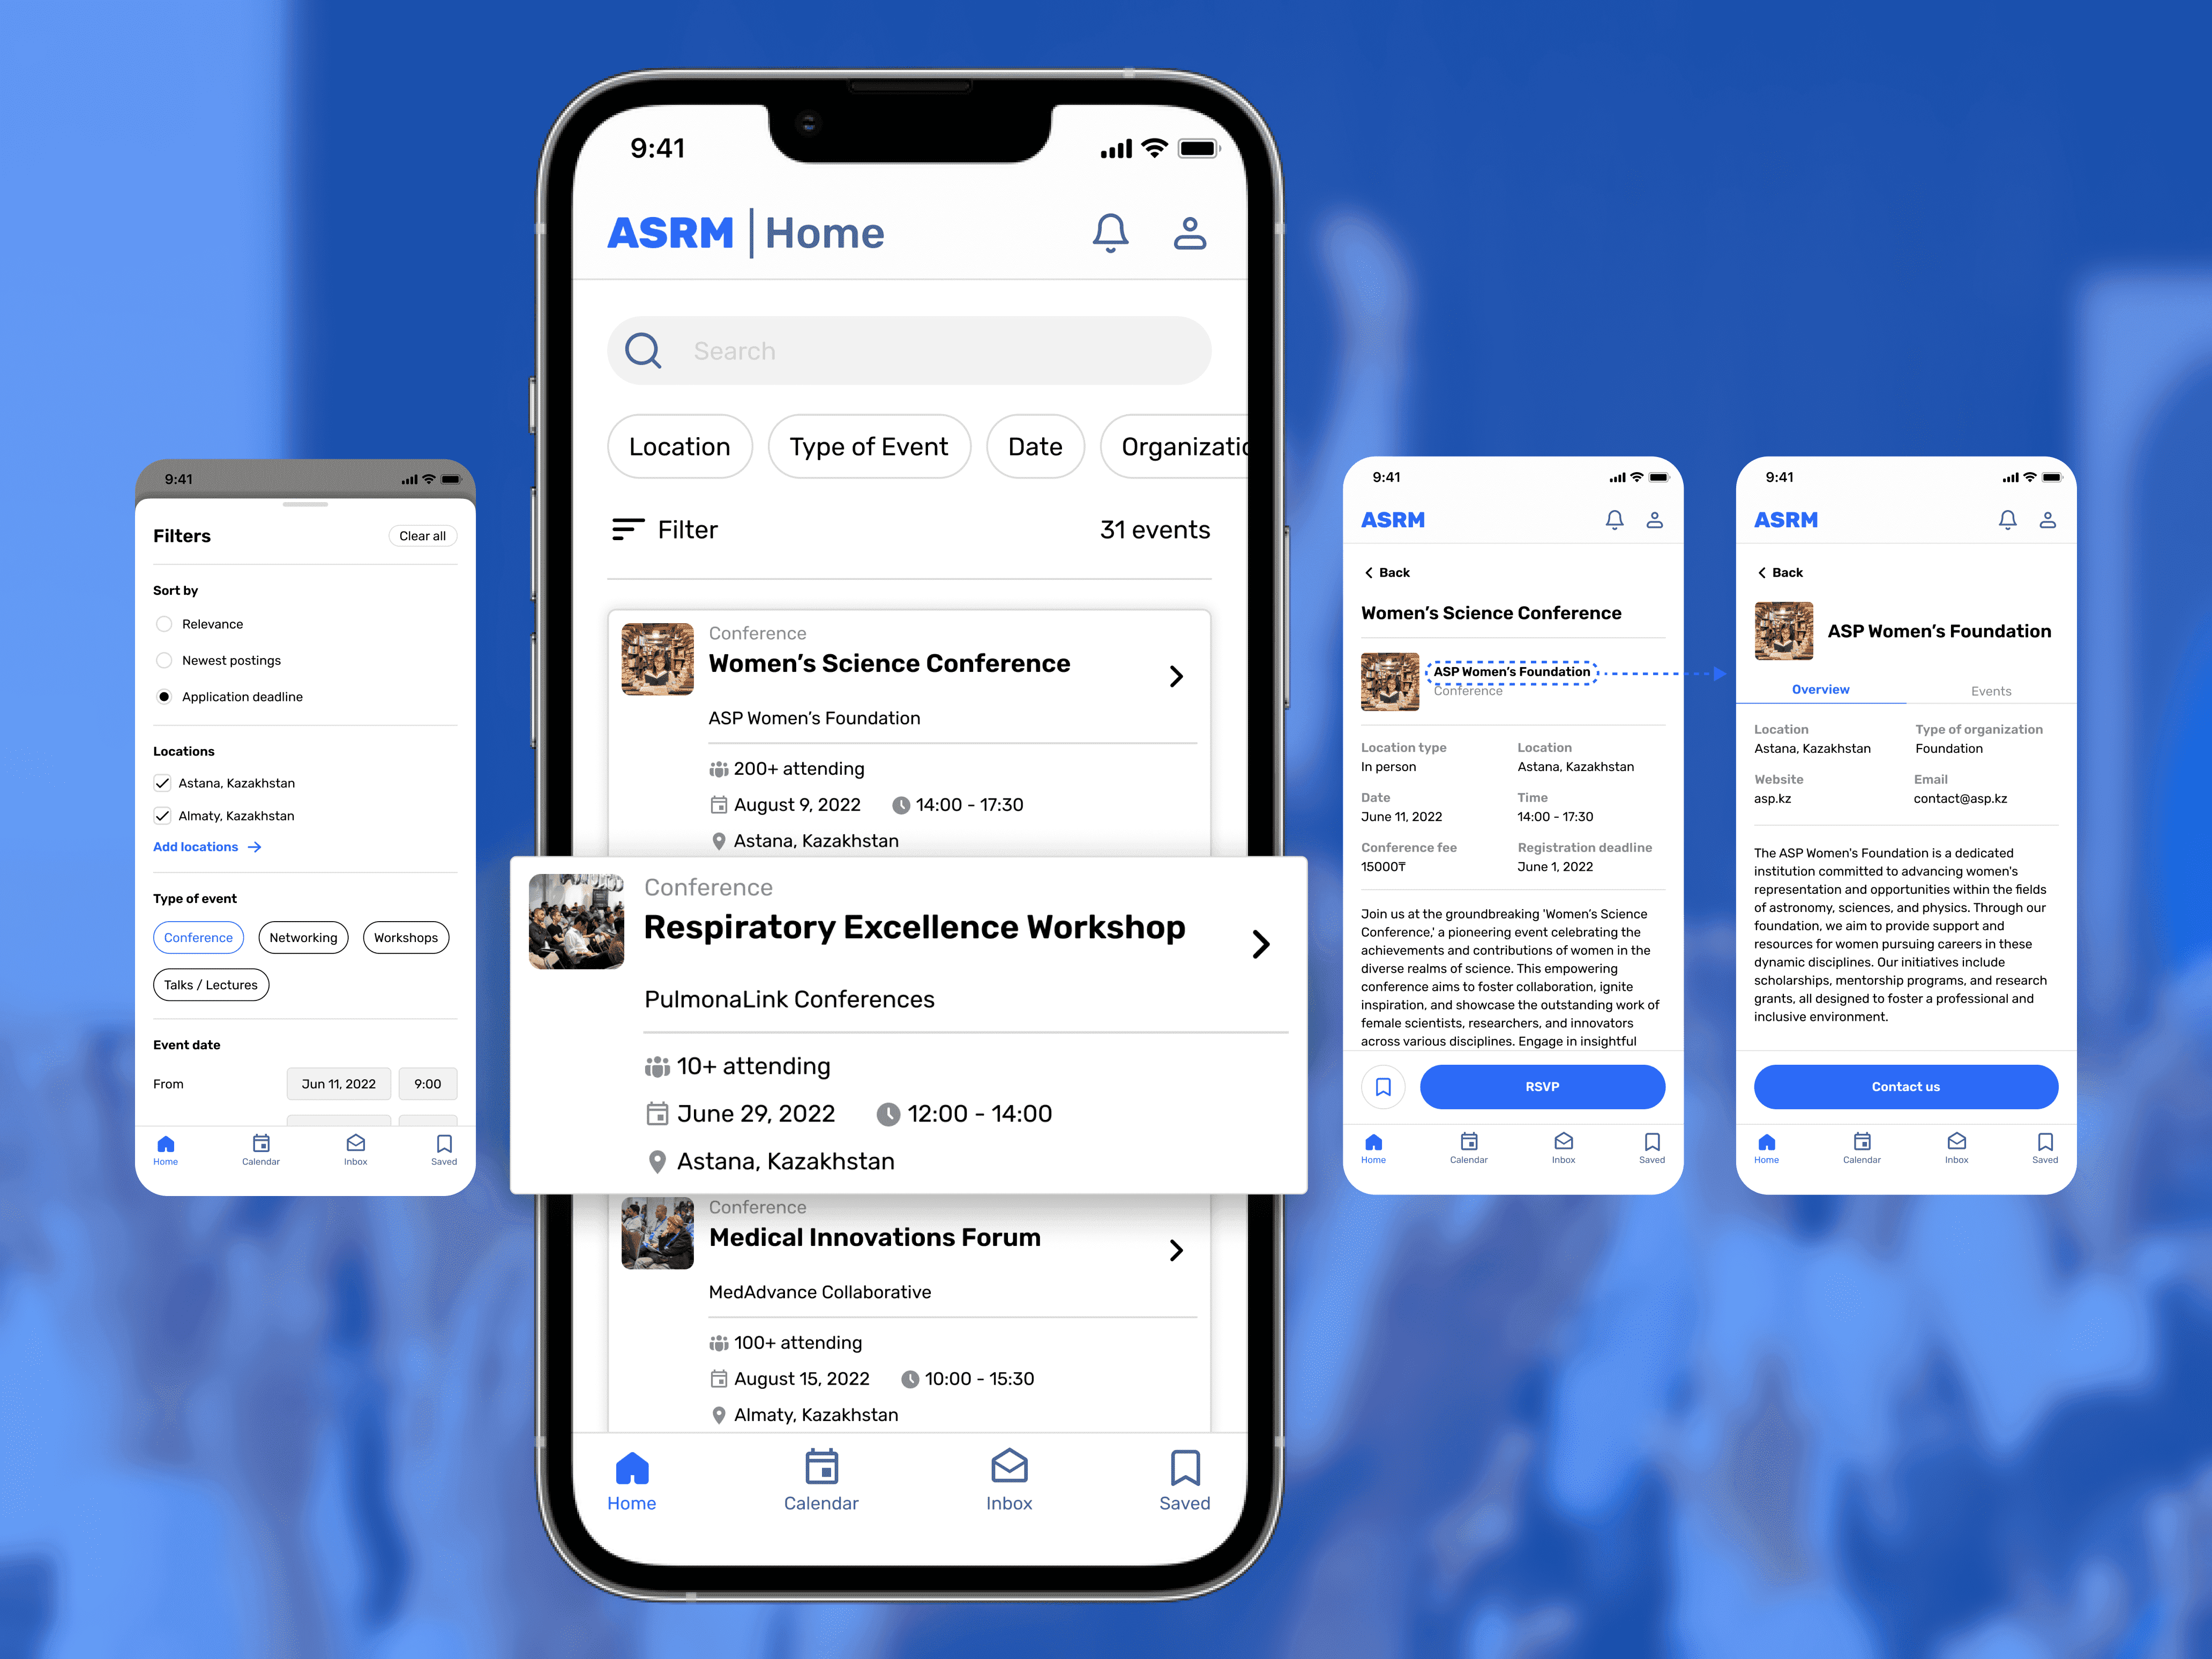 9:41
Filters
Clear all
Sort by
Relevance
Newest postings
Application deadline
Locations
Astana, Kazakhstan
Almaty, Kazakhstan
Add locations
Type of event
Conference
Networking
Workshops
Talks / Lectures
Event date
From
Jun 11, 2022
9:00
Home
Calendar
Inbox
Saved
9:41
ASRM
Home
Search
Location
Type of Event
Date
Organizatio
Filter
31 events
Conference
Women's Science Conference
ASP Women's Foundation
200+ attending
August 9, 2022
14:00 - 17:30
Astana, Kazakhstan
Conference
Respiratory Excellence Workshop
PulmonaLink Conferences
10+ attending
June 29, 2022
12:00 - 14:00
Astana, Kazakhstan
Conference
Medical Innovations Forum
MedAdvance Collaborative
100+ attending
August 15, 2022
10:00 - 15:30
Almaty, Kazakhstan
Home
Calendar
Inbox
Saved
9:41
ASRM
Back
Women's Science Conference
ASP Women's Foundation
Conference
Location type
In person
Location
Astana, Kazakhstan
Date
June 11, 2022
Time
14:00 - 17:30
Conference fee
15000₸
Registration deadline
June 1, 2022
Join us at the groundbreaking 'Women's Science
Conference,' a pioneering event celebrating the
achievements and contributions of women in the
diverse realms of science. This empowering
conference aims to foster collaboration, ignite
inspiration, and showcase the outstanding work of
female scientists, researchers, and innovators
across various disciplines. Engage in insightful
RSVP
Home
Calendar
Inbox
Saved
9:41
ASRM
Back
ASP Women's Foundation
Overview
Events
Location
Astana, Kazakhstan
Type of organization
Foundation
Website
asp.kz
Email
contact@asp.kz
The ASP Women's Foundation is a dedicated
institution committed to advancing women's
representation and opportunities within the fields
of astronomy, sciences, and physics. Through our
foundation, we aim to provide support and
resources for women pursuing careers in these
dynamic disciplines. Our initiatives include
scholarships, mentorship programs, and research
grants, all designed to foster a professional and
inclusive environment.
Contact us
Home
Calendar
Inbox
Saved